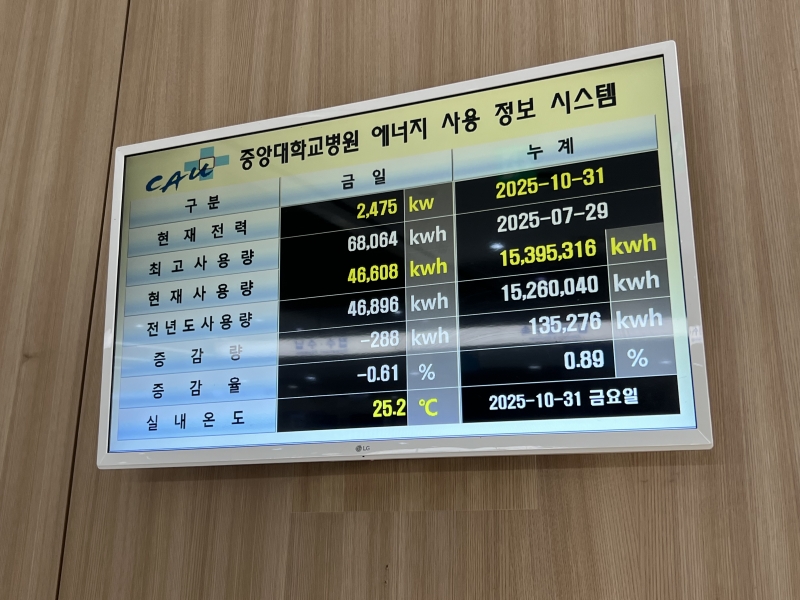 CAU 중앙대학교병원 에너지 사용 정보 시스템
구 분 금 일 누 계
현 재 전 력 2,475 kw 2025-10-31
최 고 사 용 량 68,064 kwh 2025-07-29
현 재 사 용 량 46,608 kwh 15,395,316 kwh
전 년 도 사 용 량 46,896 kwh 15,260,040 kwh
증 감 량 -288 kwh 135,276 kwh
증 감 율 -0.61 % 0.89 %
실 내 온 도 25.2 ℃ 2025-10-31 금요일
LG